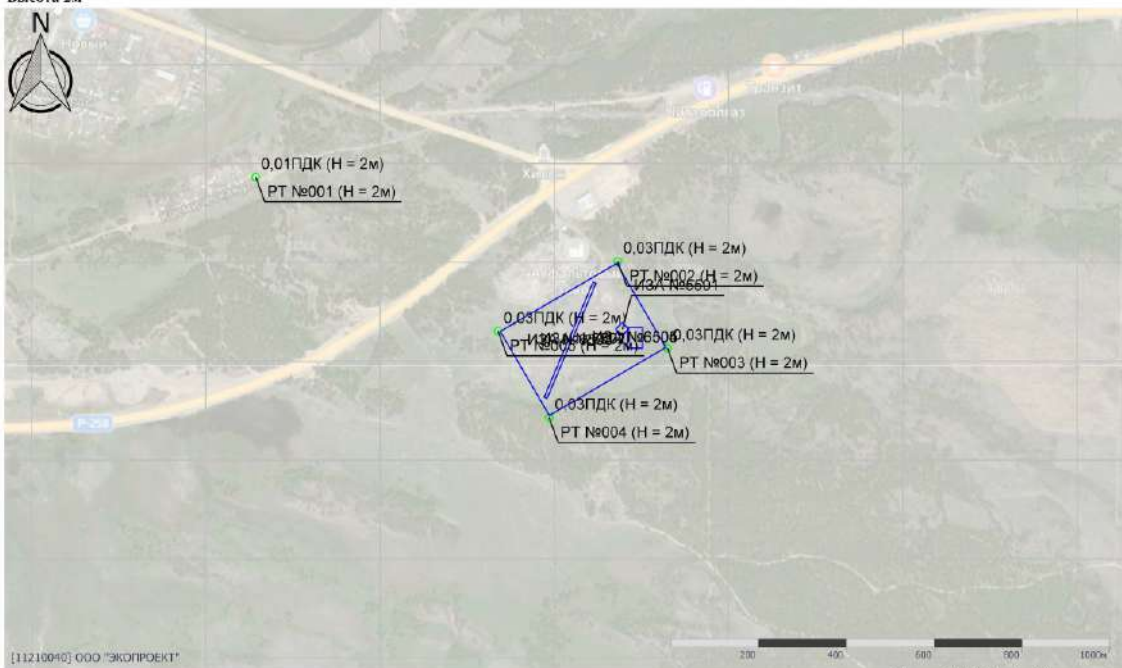 Высота 2м
N
Новый
Транзит
0,01ПДК (Н = 2м)
РТ №001 (Н = 2м)
0,03ПДК (Н = 2м)
РТ №002 (Н = 2м)
0,03ПДК (Н = 2м)
0,03ПДК (Н = 2м)
РТ №003 (Н = 2м)
0,03ПДК (Н = 2м)
РТ №004 (Н = 2м)
Р-258
[11210040] ООО "ЭКОПРОЕКТ"
200
400
600
800
1000м